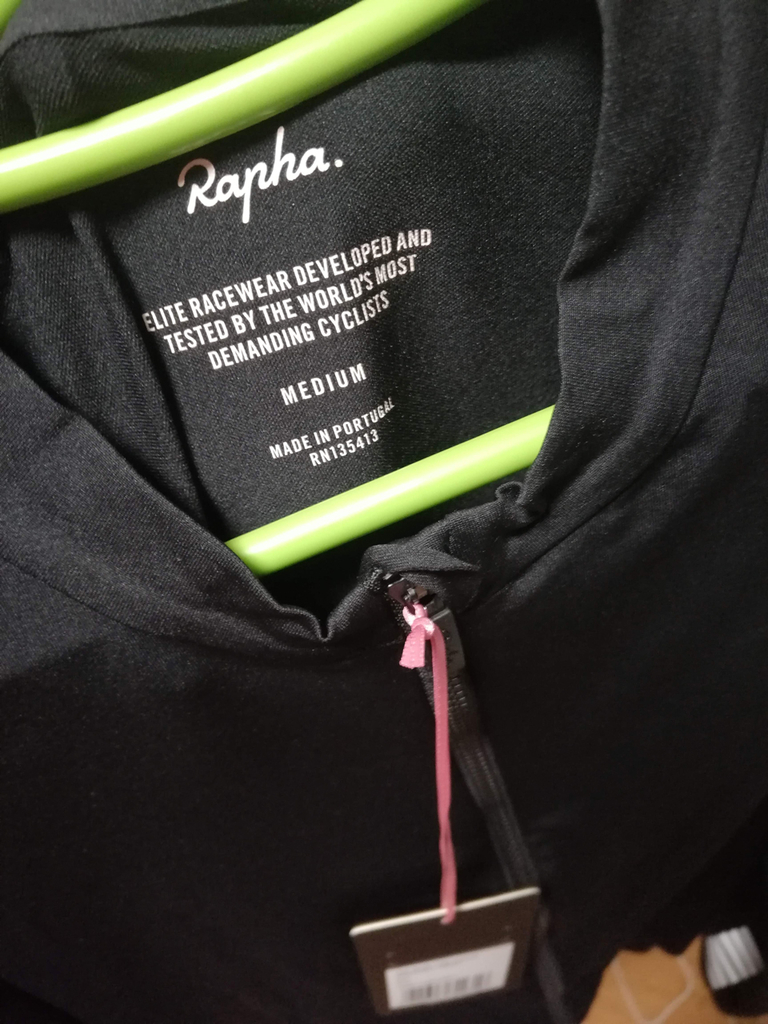 Rapha.
ELITE RACEWEAR DEVELOPED AND
TESTED BY THE WORLD'S MOST
DEMANDING CYCLISTS
MEDIUM
MADE IN PORTUGAL
RN135413